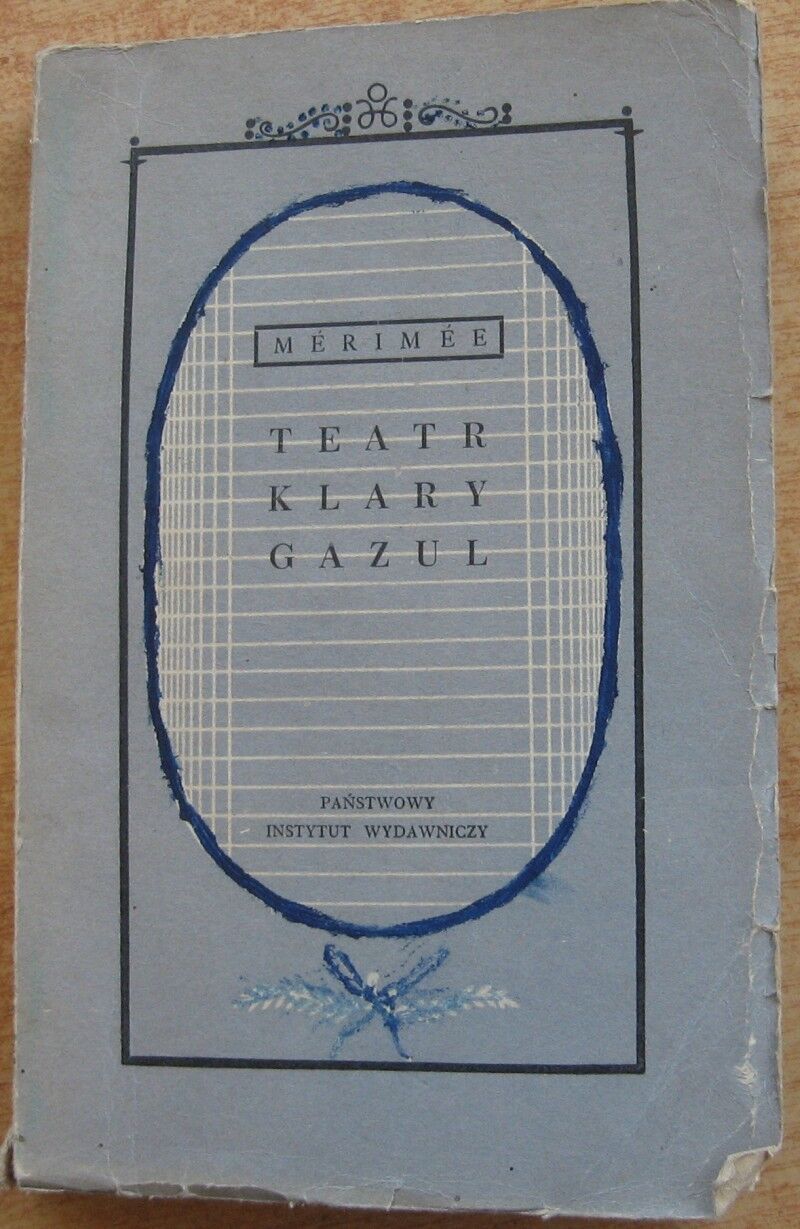 MÉRIMÉE
TEATR
KLARY
GAZUL
PAŃSTWOWY
INSTYTUT WYDAWNICZY